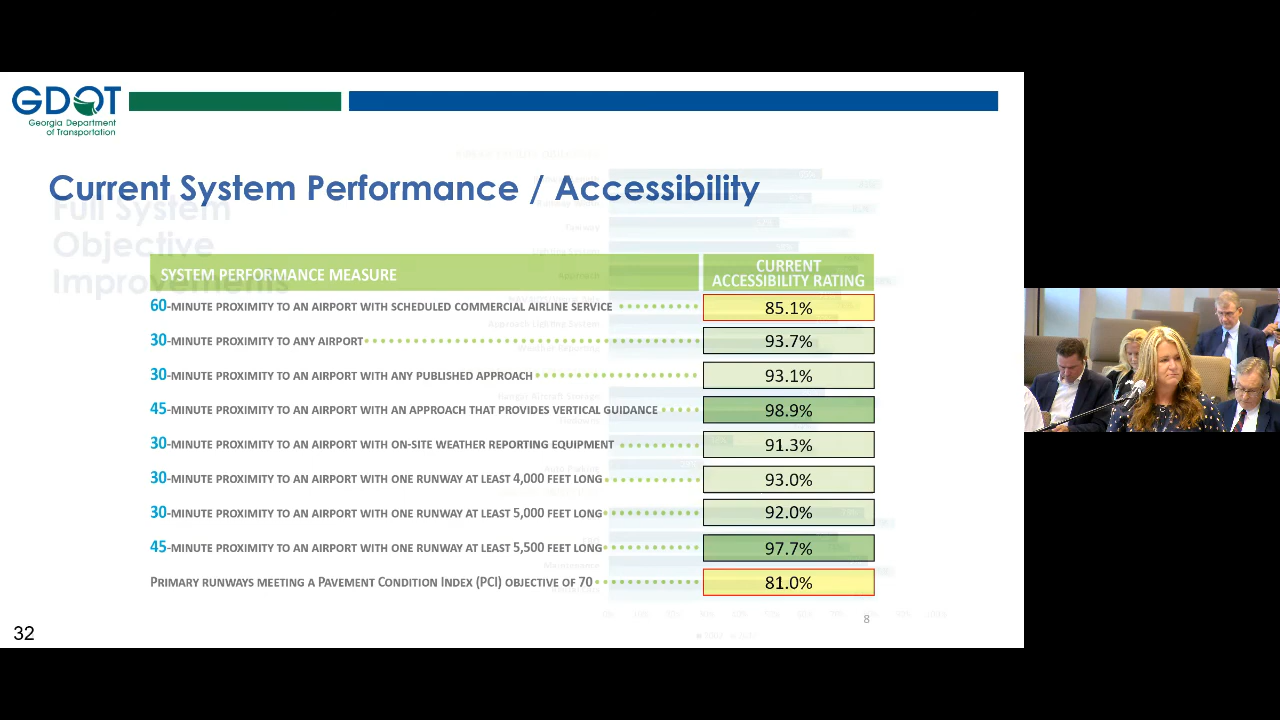 GDOT
Georgia Department
of Transportation
Current System Performance / Accessibility
Full System
Objective
Improvements
SYSTEM PERFORMANCE MEASURE
CURRENT
ACCESSIBILITY RATING
60-MINUTE PROXIMITY TO AN AIRPORT WITH SCHEDULED COMMERCIAL AIRLINE SERVICE 85.1%
30-MINUTE PROXIMITY TO ANY AIRPORT 93.7%
30-MINUTE PROXIMITY TO AN AIRPORT WITH ANY PUBLISHED APPROACH 93.1%
45-MINUTE PROXIMITY TO AN AIRPORT WITH AN APPROACH THAT PROVIDES VERTICAL GUIDANCE 98.9%
30-MINUTE PROXIMITY TO AN AIRPORT WITH ON-SITE WEATHER REPORTING EQUIPMENT 91.3%
30-MINUTE PROXIMITY TO AN AIRPORT WITH ONE RUNWAY AT LEAST 4,000 FEET LONG 93.0%
30-MINUTE PROXIMITY TO AN AIRPORT WITH ONE RUNWAY AT LEAST 5,000 FEET LONG 92.0%
45-MINUTE PROXIMITY TO AN AIRPORT WITH ONE RUNWAY AT LEAST 5,500 FEET LONG 97.7%
PRIMARY RUNWAYS MEETING A PAVEMENT CONDITION INDEX (PCI) OBJECTIVE OF 70 81.0%
8
32